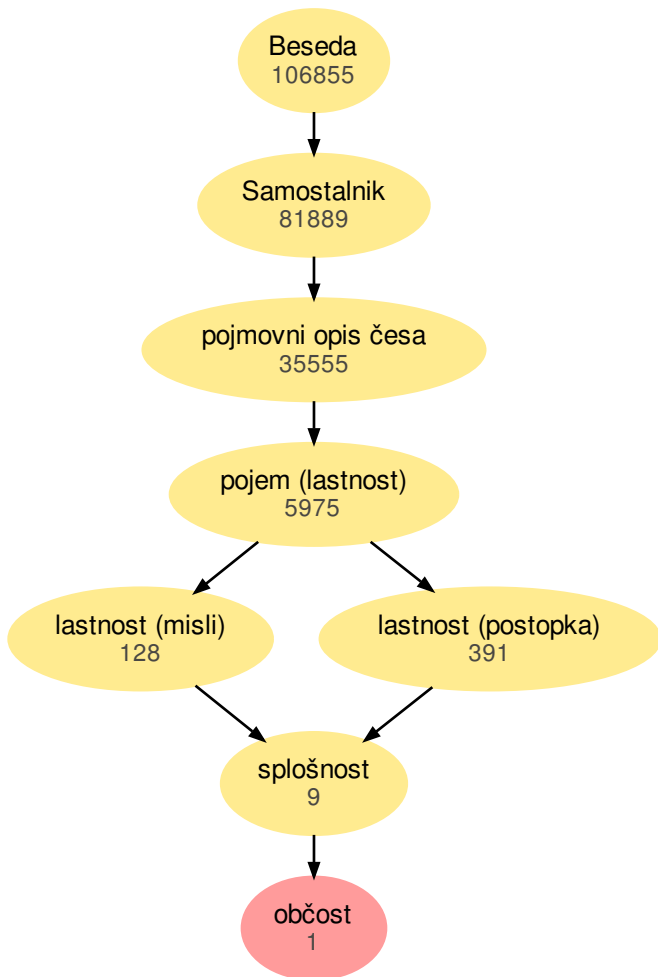 Beseda
106855
Samostalnik
81889
pojmovni opis česa
35555
pojem (lastnost)
5975
lastnost (misli)
128
lastnost (postopka)
391
splošnost
9
občost
1